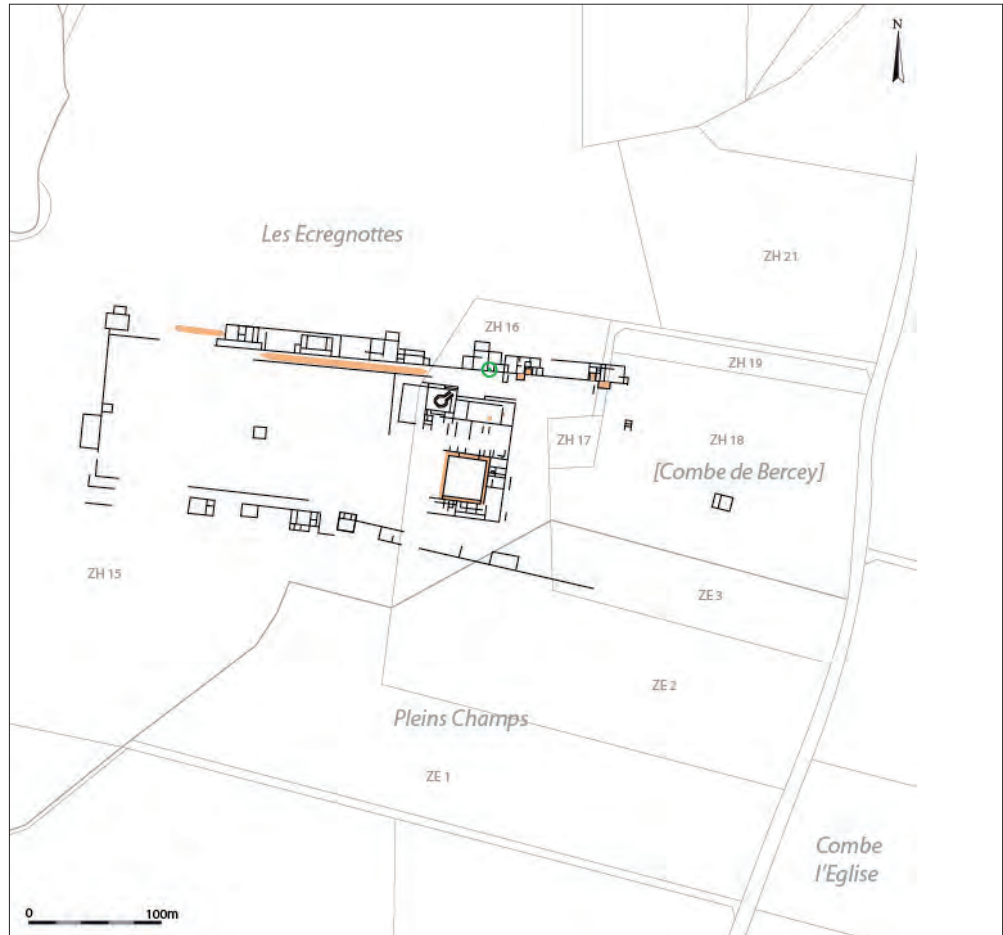 N
Les Ecrègnottes
ZH 21
ZH 16
ZH 19
ZH 17
ZH 18
[Combe de Bercey]
ZH 15
ZE 3
ZE 2
Pleins Champs
ZE 1
Combe
l'Eglise
0
100m